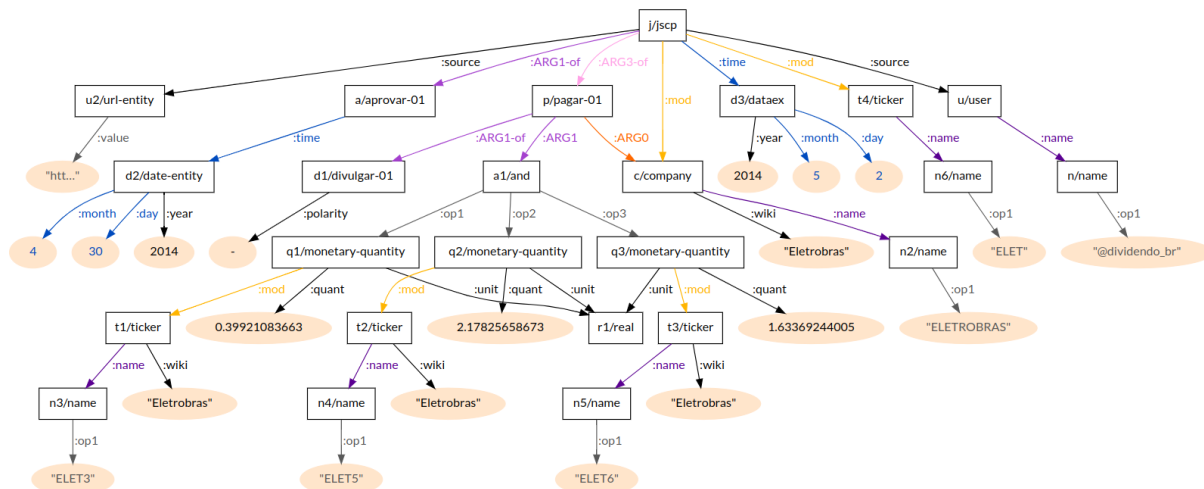 j/jscp
:source :ARG1-of :ARG3-of :mod :time :mod :source
u2/url-entity a/aprovar-01 p/pagar-01 d3/dataex t4/ticker u/user
:value :time :ARG1-of :ARG1 :ARG0 :year :month :day :name :name
"htt..." d2/date-entity d1/divulgar-01 a1/and c/company 2014 5 2 n6/name n/name
:month :day :year :polarity :op1 :op2 :op3 :wiki :name :op1 :op1
4 30 2014 - q1/monetary-quantity q2/monetary-quantity q3/monetary-quantity "Eletrobras" n2/name "ELET" "@dividendo_br"
:mod :quant :unit :mod :quant :unit :unit :mod :quant :op1
t1/ticker 0.39921083663 t2/ticker 2.17825658673 r1/real t3/ticker 1.63369244005 "ELETROBRAS"
:name :wiki :name :wiki :name :wiki
n3/name "Eletrobras" n4/name "Eletrobras" n5/name "Eletrobras"
:op1 :op1 :op1
"ELET3" "ELET5" "ELET6"